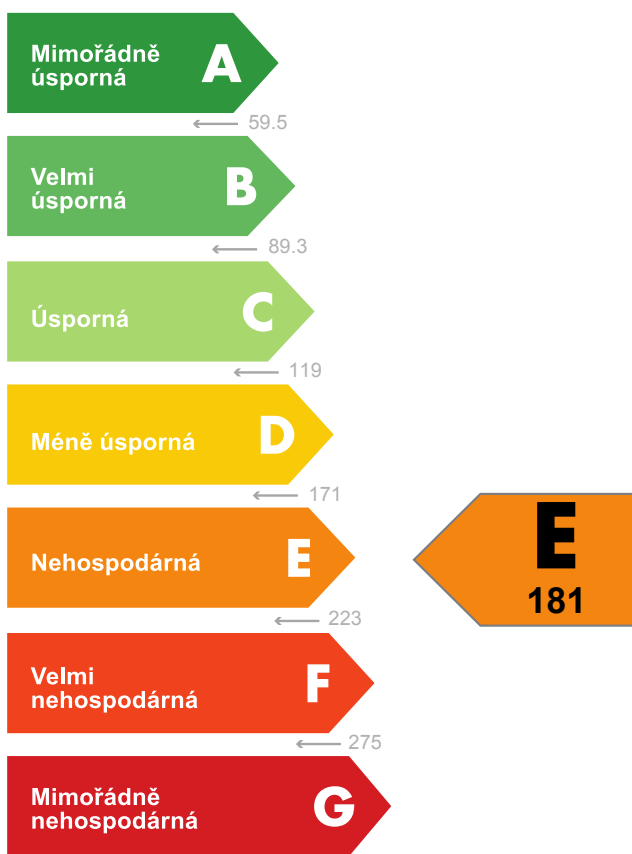 Mimořádně
úsporná
A
59.5
Velmi
úsporná
B
89.3
Úsporná
C
119
Méně úsporná
D
171
Nehospodárná
E
E
181
223
Velmi
nehospodárná
F
275
Mimořádně
nehospodárná
G